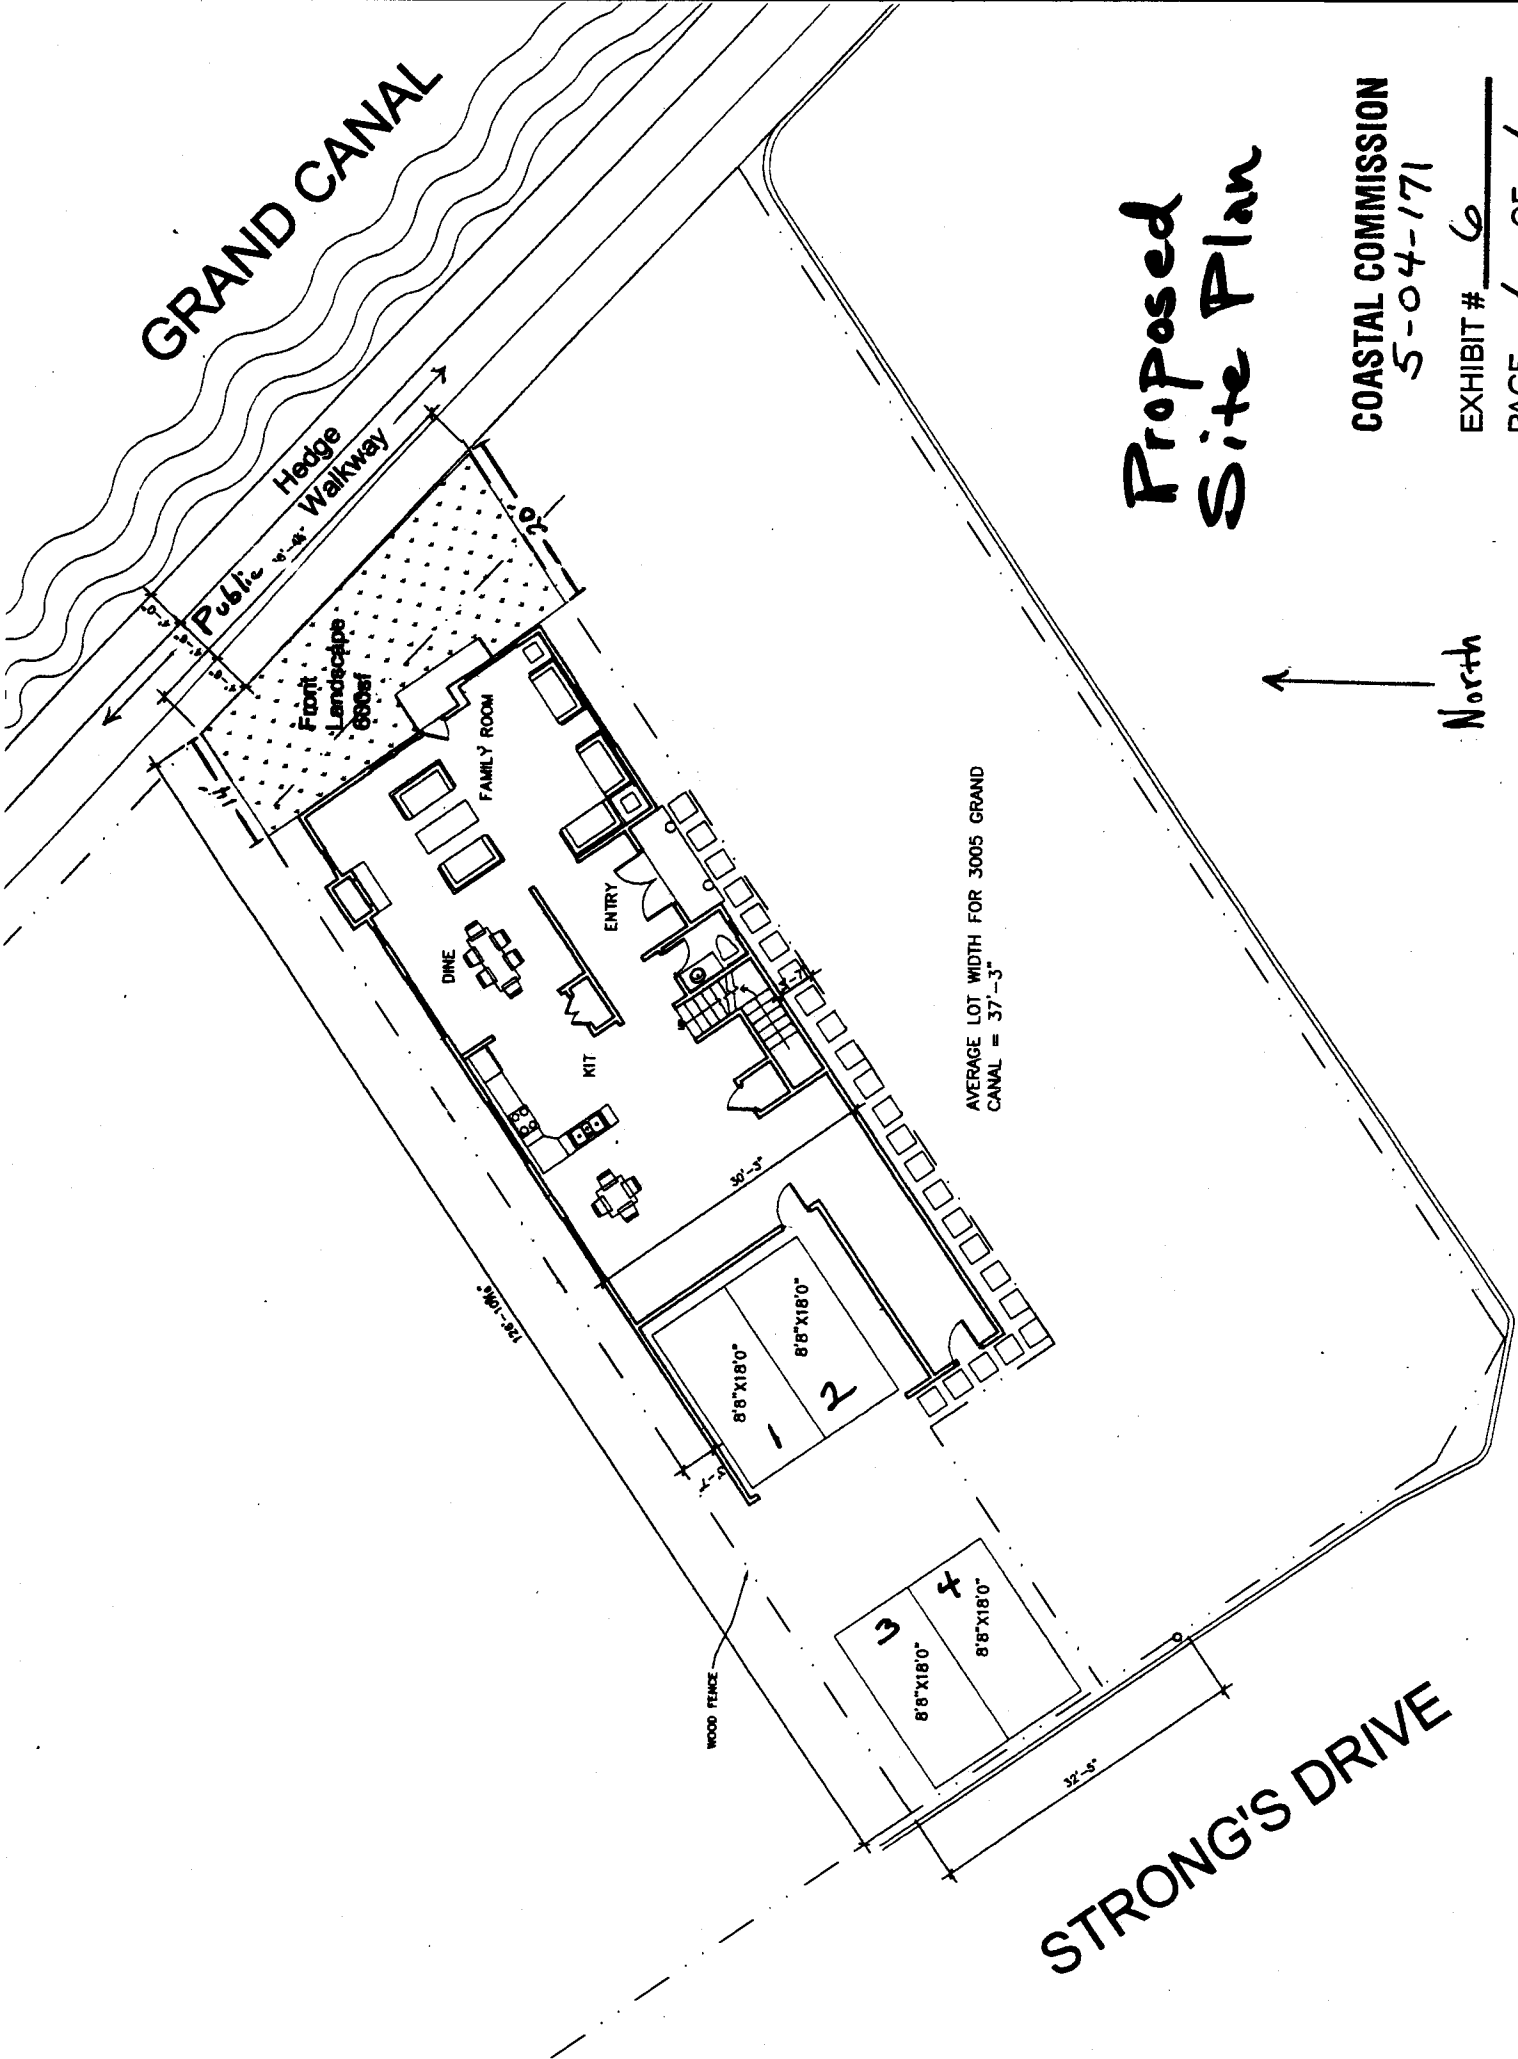 GRAND CANAL
Hedge
Public Walkway
Front
Landscape
600sf
14'
20'
FAMILY ROOM
ENTRY
DINE
KIT
30'-3"
8'8"X18'0"
1
8'8"X18'0"
2
3
8'8"X18'0"
4
8'8"X18'0"
WOOD FENCE
32'-5"
STRONG'S DRIVE
AVERAGE LOT WIDTH FOR 3005 GRAND
CANAL = 37'-3"
North
Proposed
Site Plan
COASTAL COMMISSION
5-04-171
EXHIBIT # 6